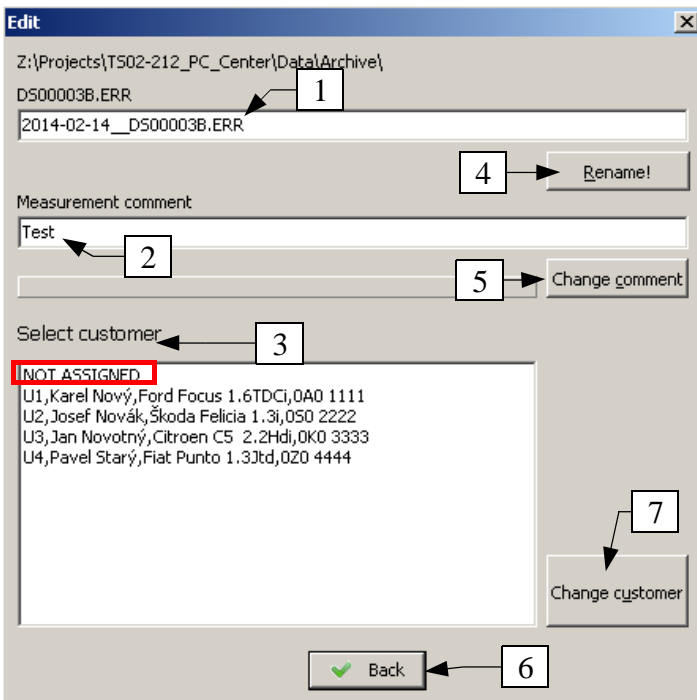 Edit
Z:\Projects\TS02-212_PC_Center\Data\Archive\
DS00003B.ERR
1
2014-02-14__DS00003B.ERR
4
Rename!
Measurement comment
Test
2
5
Change comment
Select customer
3
NOT ASSIGNED
U1,Karel Nový,Ford Focus 1.6TDCi,0A0 1111
U2,Josef Novák,Škoda Felicia 1.3i,0S0 2222
U3,Jan Novotný,Citroen C5  2.2Hdi,0K0 3333
U4,Pavel Starý,Fiat Punto 1.3Jtd,0Z0 4444
7
Change customer
Back
6